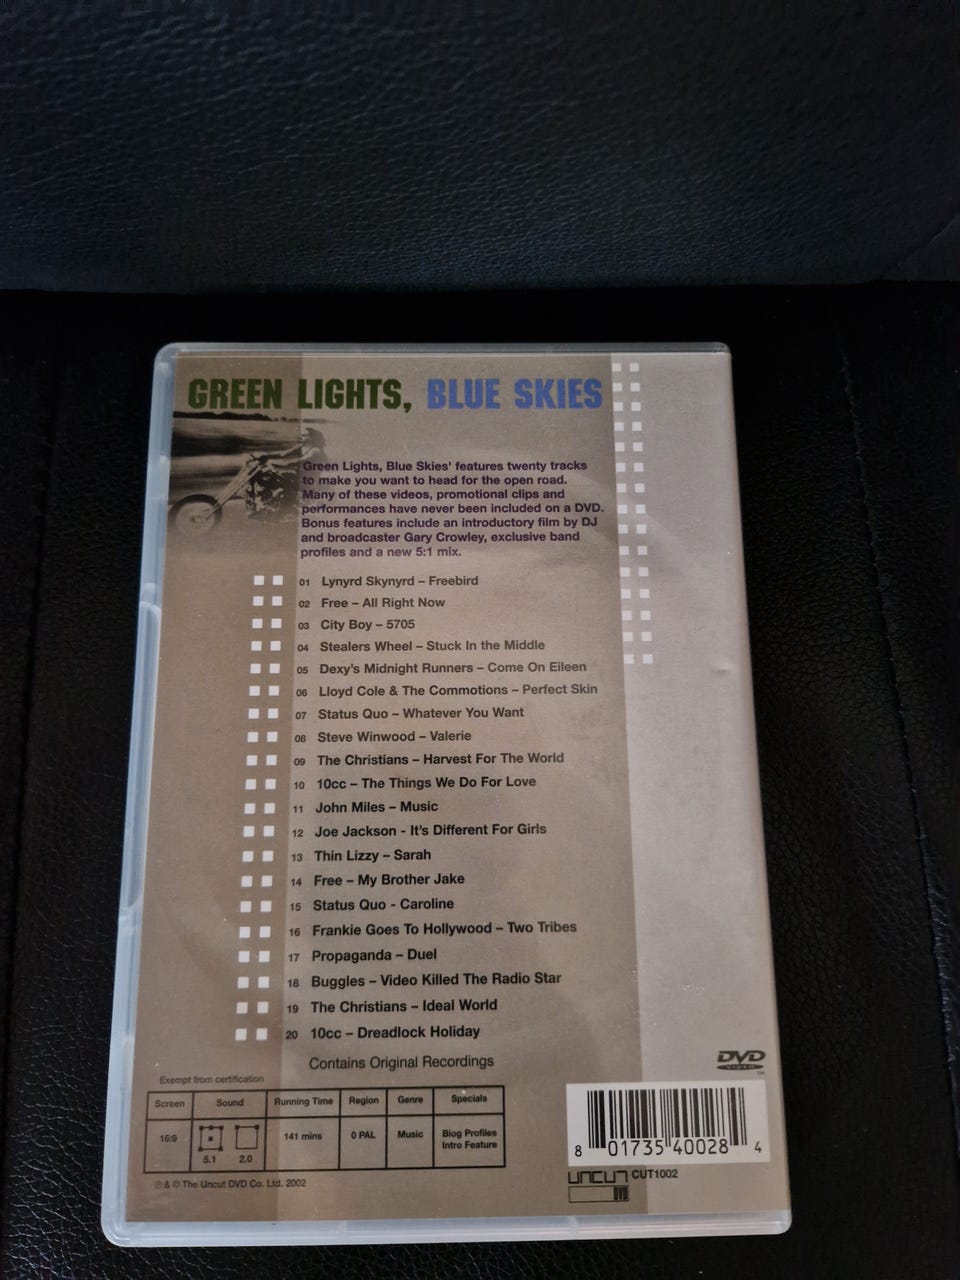 GREEN LIGHTS, BLUE SKIES
Green Lights, Blue Skies' features twenty tracks
to make you want to head for the open road.
Many of these videos, promotional clips and
performances have never been included on a DVD.
Bonus features include an introductory film by DJ
and broadcaster Gary Crowley, exclusive band
profiles and a new 5:1 mix.
01 Lynyrd Skynyrd – Freebird
02 Free – All Right Now
03 City Boy – 5705
04 Stealers Wheel – Stuck In the Middle
05 Dexy's Midnight Runners – Come On Eileen
06 Lloyd Cole & The Commotions – Perfect Skin
07 Status Quo – Whatever You Want
08 Steve Winwood – Valerie
09 The Christians – Harvest For The World
10 10cc – The Things We Do For Love
11 John Miles – Music
12 Joe Jackson - It's Different For Girls
13 Thin Lizzy – Sarah
14 Free – My Brother Jake
15 Status Quo - Caroline
16 Frankie Goes To Hollywood – Two Tribes
17 Propaganda – Duel
18 Buggles – Video Killed The Radio Star
19 The Christians – Ideal World
20 10cc – Dreadlock Holiday
Contains Original Recordings
Exempt from certification
Screen Sound Running Time Region Genre Specials
16:9 5.1 2.0 141 mins 0 PAL Music Biog Profiles
Intro Feature
℗ & © The Uncut DVD Co. Ltd. 2002
DVD
VIDEO
TM
8 01735 40028 4
UNCUT CUT1002
DVD